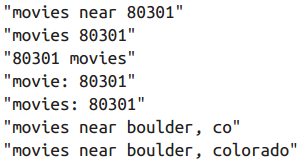 "movies near 80301"
"movies 80301"
"80301 movies"
"movie: 80301"
"movies: 80301"
"movies near boulder, co"
"movies near boulder, colorado"